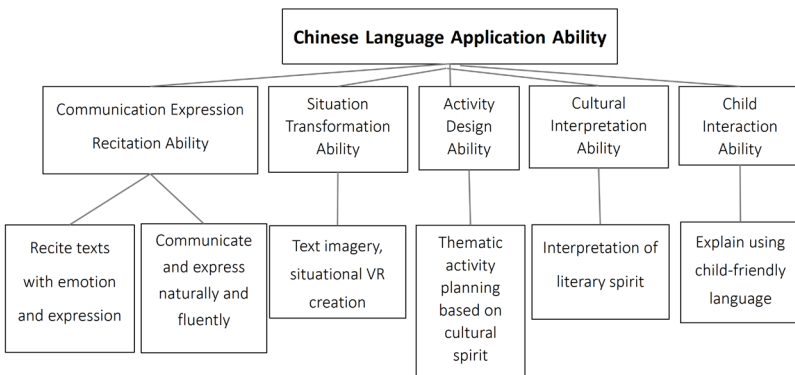 Chinese Language Application Ability
Communication Expression
Recitation Ability
Situation
Transformation
Ability
Activity
Design
Ability
Cultural
Interpretation
Ability
Child
Interaction
Ability
Recite texts
with emotion
and expression
Communicate
and express
naturally and
fluently
Text imagery,
situational VR
creation
Thematic
activity
planning
based on
cultural
spirit
Interpretation of
literary spirit
Explain using
child-friendly
language